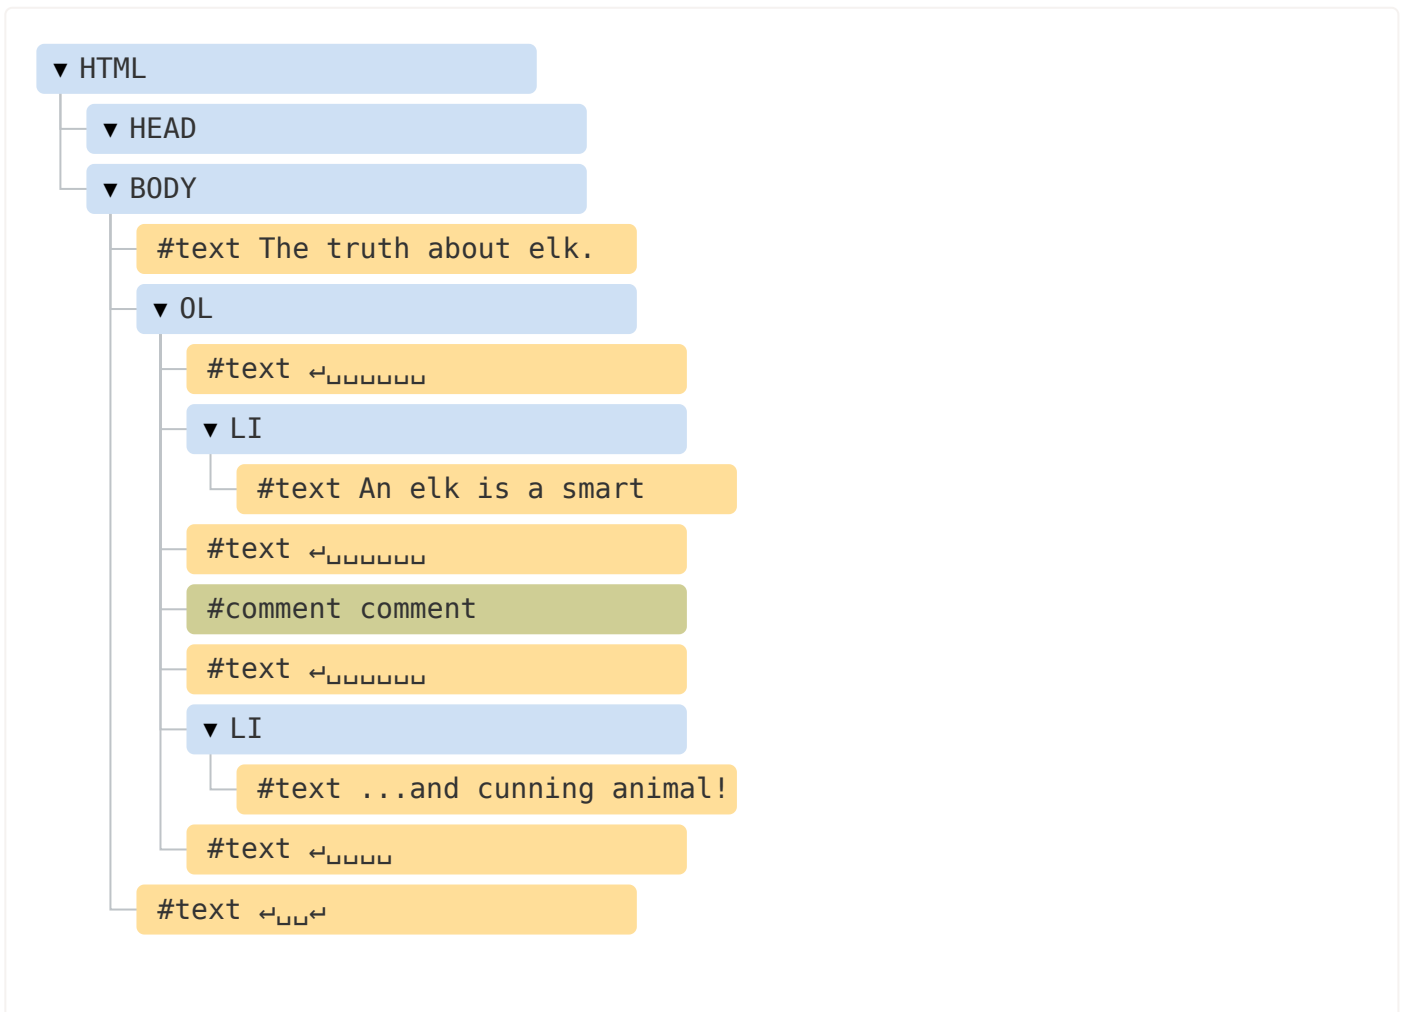 ▼ HTML
▼ HEAD
▼ BODY
#text The truth about elk.
▼ OL
#text ↵␣␣␣␣␣␣
▼ LI
#text An elk is a smart
#text ↵␣␣␣␣␣␣
#comment comment
#text ↵␣␣␣␣␣␣
▼ LI
#text ...and cunning animal!
#text ↵␣␣␣␣
#text ↵␣␣↵